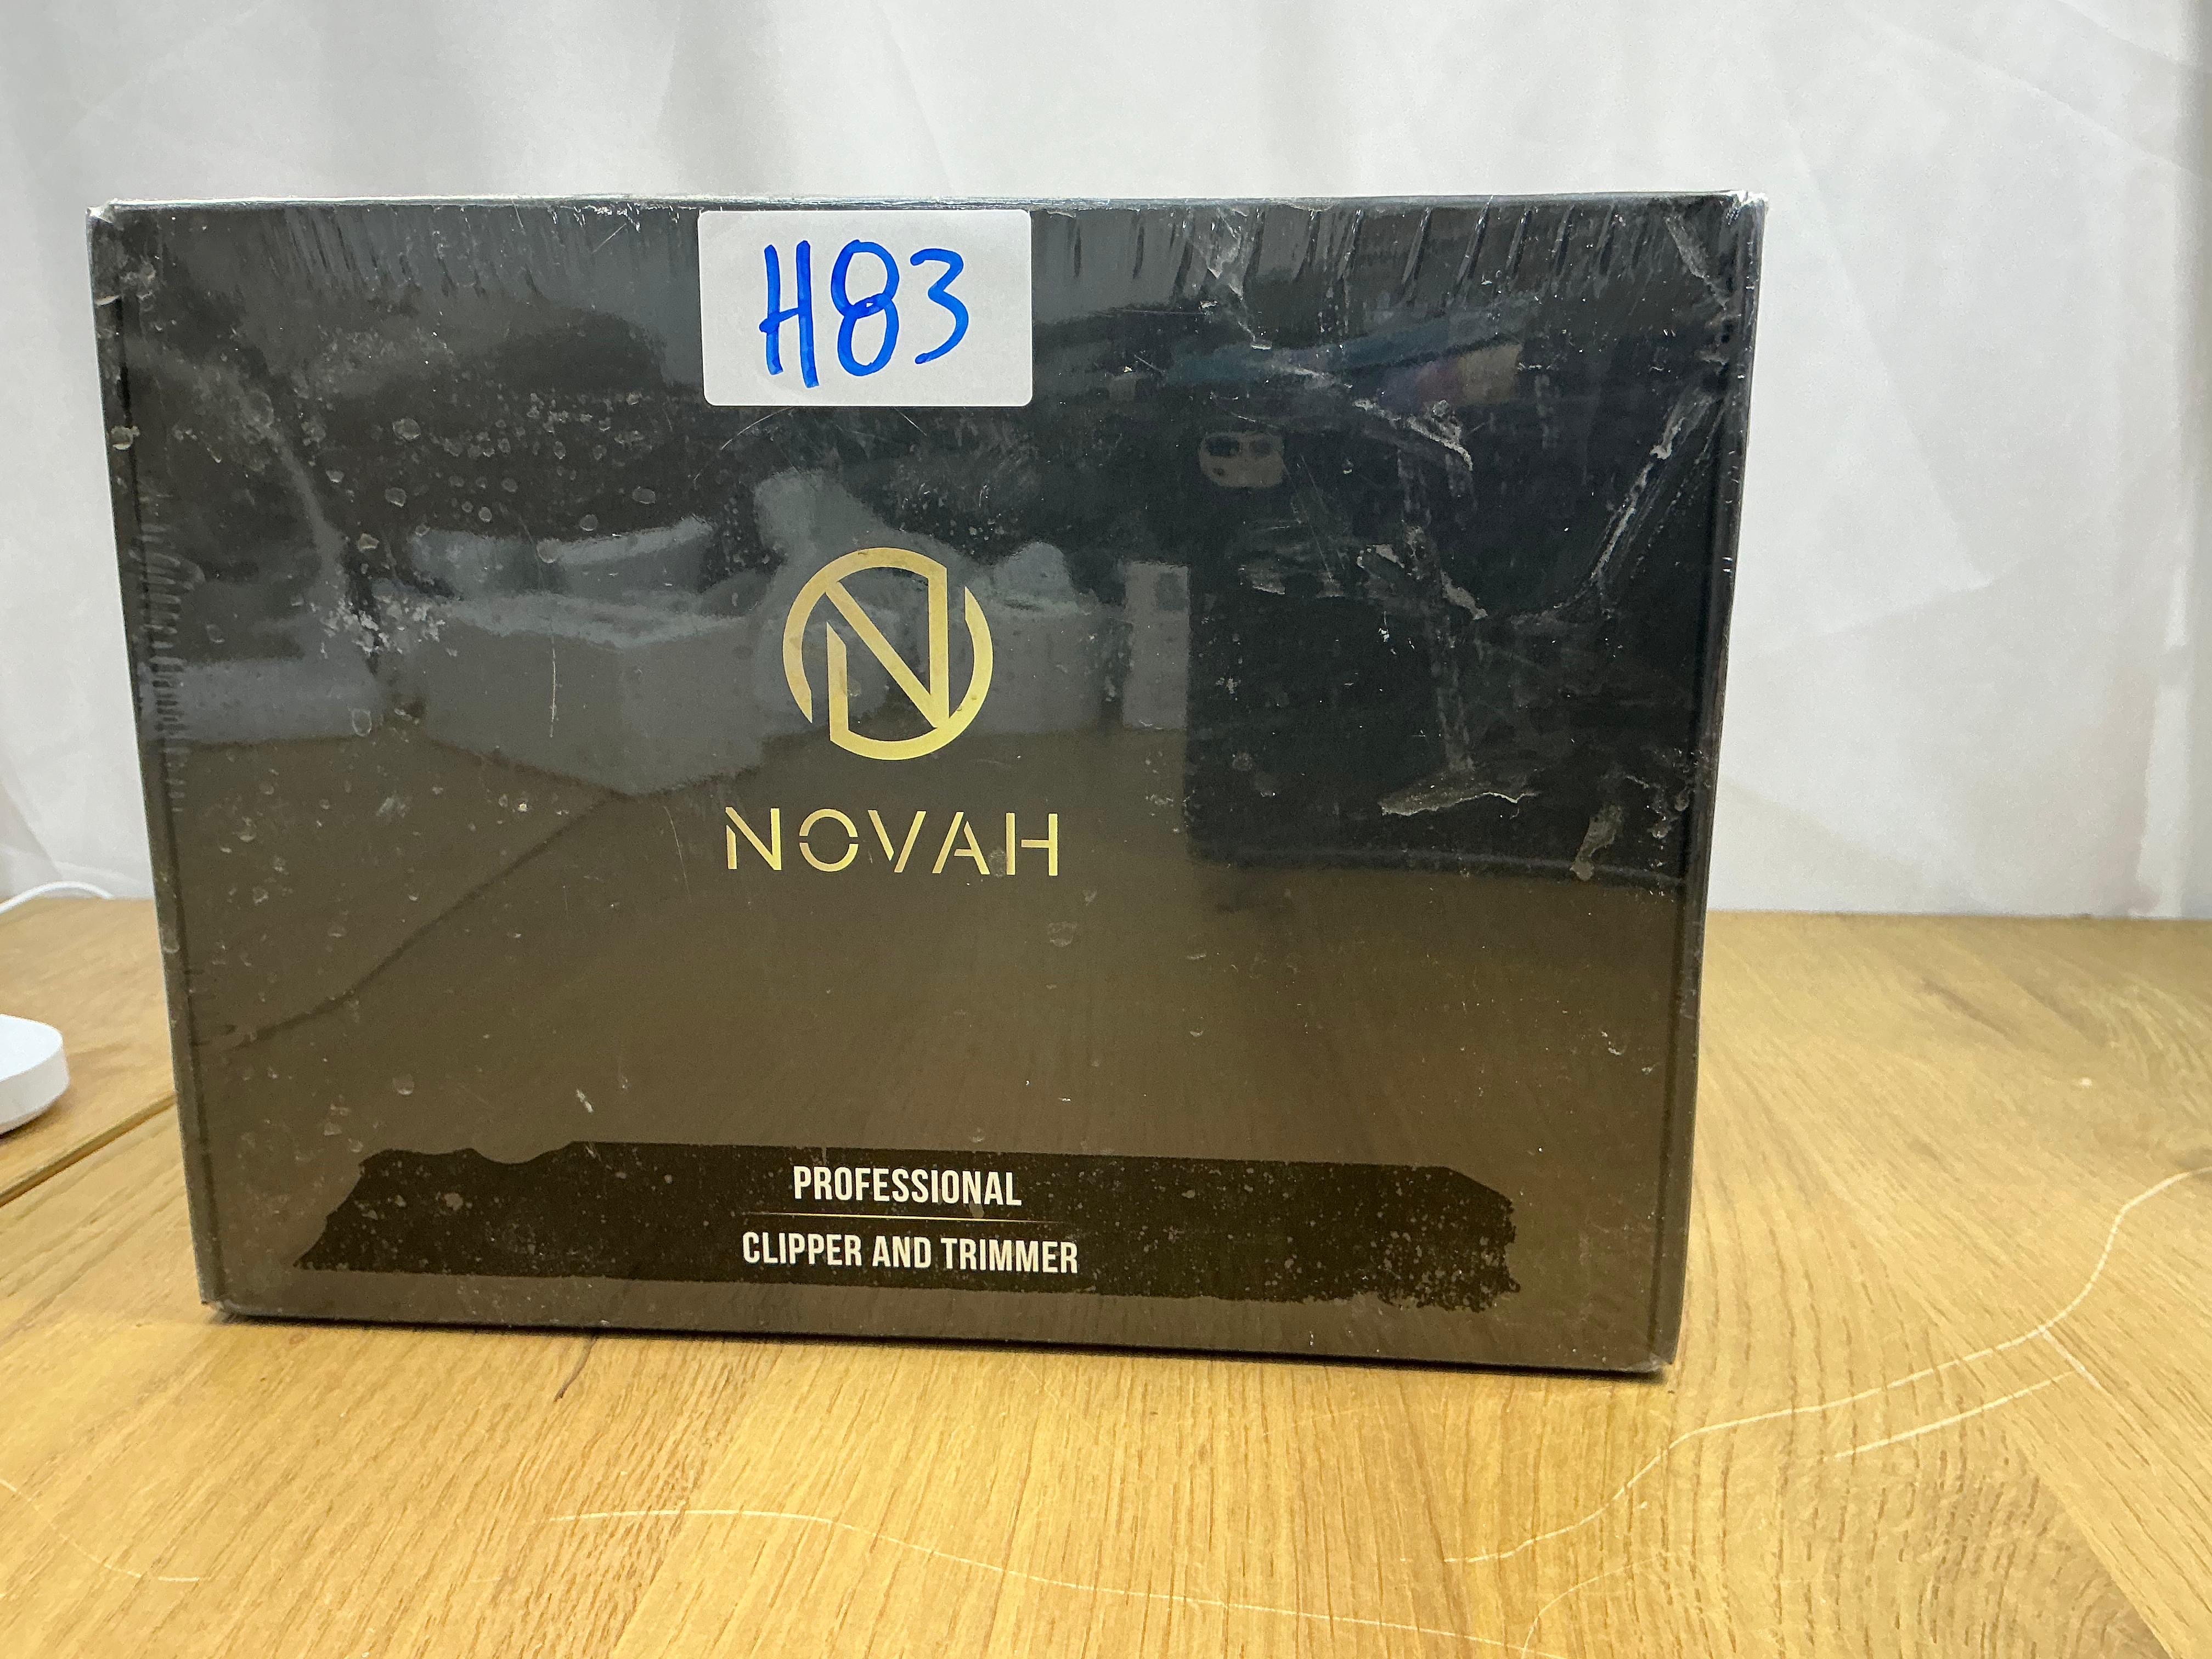 H83
NOVAH
PROFESSIONAL
CLIPPER AND TRIMMER